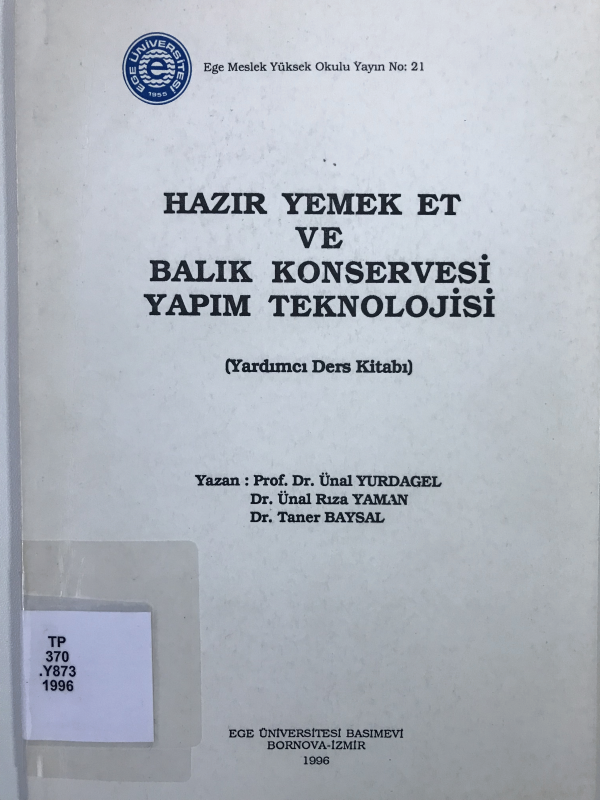 EGE ÜNİVERSİTESİ
e
1955
Ege Meslek Yüksek Okulu Yayın No: 21
HAZIR YEMEK ET
VE
BALIK KONSERVESİ
YAPIM TEKNOLOJİSİ
(Yardımcı Ders Kitabı)
Yazan : Prof. Dr. Ünal YURDAGEL
Dr. Ünal Rıza YAMAN
Dr. Taner BAYSAL
TP
370
.Y873
1996
EGE ÜNİVERSİTESİ BASIMEVİ
BORNOVA-İZMİR
1996